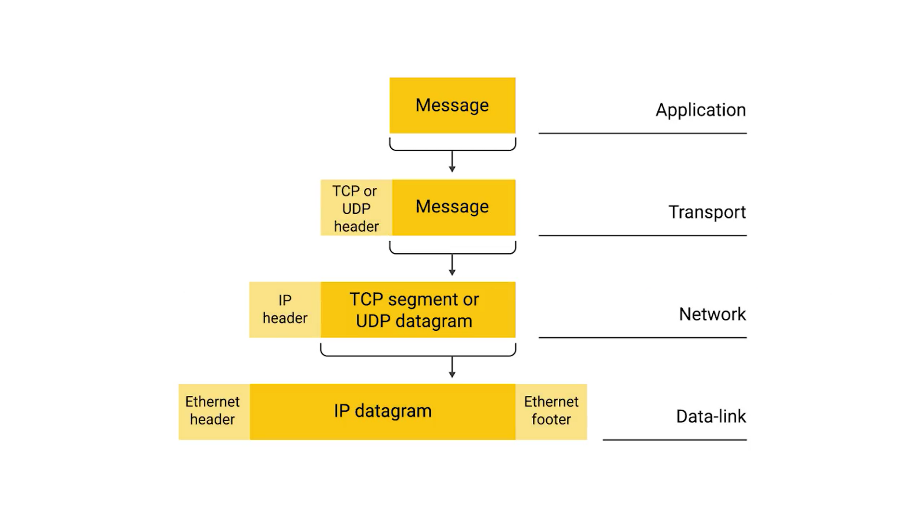 Message
Application
TCP or
UDP
header
Message
Transport
IP
header
TCP segment or
UDP datagram
Network
Ethernet
header
IP datagram
Ethernet
footer
Data-link